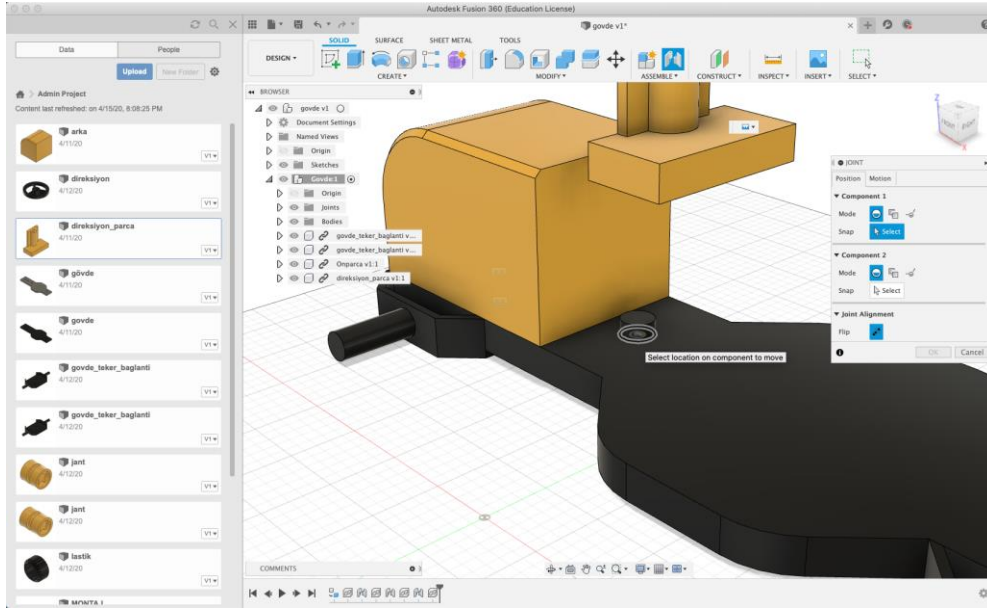 Autodesk Fusion 360 (Education License)
govde v1*
Data
People
Upload
New Folder
Admin Project
Content last refreshed: on 4/15/20, 8:08:25 PM
arka
4/11/20
V1
direksiyon
4/12/20
V1
direksiyon_parca
4/11/20
V1
gövde
4/11/20
V1
govde
4/11/20
V1
govde_teker_baglanti
4/12/20
V1
govde_teker_baglanti
4/12/20
V1
jant
4/12/20
V1
jant
4/12/20
V1
lastik
4/12/20
V1
MONTAJ
DESIGN
SOLID
SURFACE
SHEET METAL
TOOLS
CREATE
MODIFY
ASSEMBLE
CONSTRUCT
INSPECT
INSERT
SELECT
BROWSER
govde v1
Document Settings
Named Views
Origin
Sketches
Govde:1
Origin
Joints
Bodies
govde_teker_baglanti v...
govde_teker_baglanti v...
Onparca v1:1
direksiyon_parca v1:1
Select location on component to move
Z
FRONT
RIGHT
X
JOINT
Position
Motion
Component 1
Mode
Snap
Select
Component 2
Mode
Snap
Select
Joint Alignment
Flip
OK
Cancel
COMMENTS